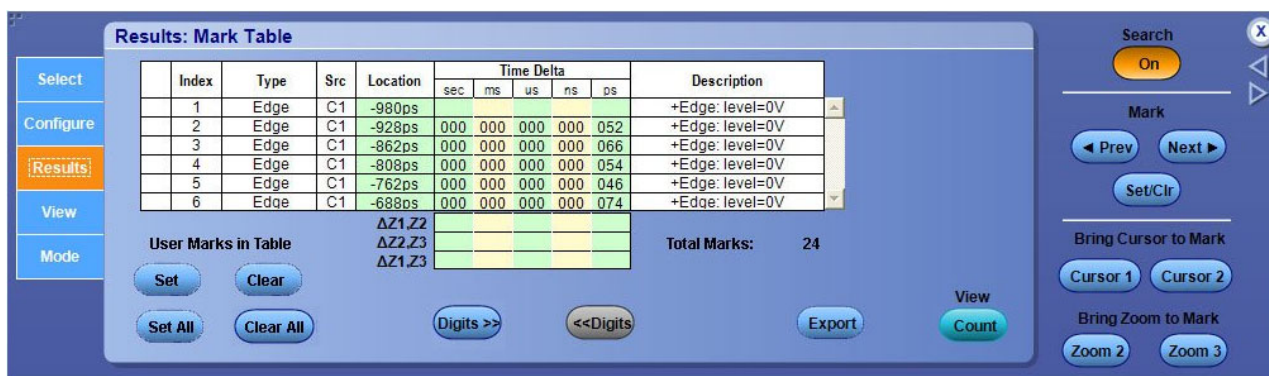 Results: Mark Table
Select
Configure
Results
View
Mode
Index Type Src Location Time Delta Description
sec ms us ns ps
1 Edge C1 -980ps +Edge: level=0V
2 Edge C1 -928ps 000 000 000 000 052 +Edge: level=0V
3 Edge C1 -862ps 000 000 000 000 066 +Edge: level=0V
4 Edge C1 -808ps 000 000 000 000 054 +Edge: level=0V
5 Edge C1 -762ps 000 000 000 000 046 +Edge: level=0V
6 Edge C1 -688ps 000 000 000 000 074 +Edge: level=0V
ΔZ1,Z2
ΔZ2,Z3
ΔZ1,Z3
User Marks in Table
Total Marks: 24
Set Clear
Set All Clear All
Digits >> <<Digits
Export
View
Count
Search
On
X
Mark
◄ Prev Next ►
Set/Clr
Bring Cursor to Mark
Cursor 1 Cursor 2
Bring Zoom to Mark
Zoom 2 Zoom 3